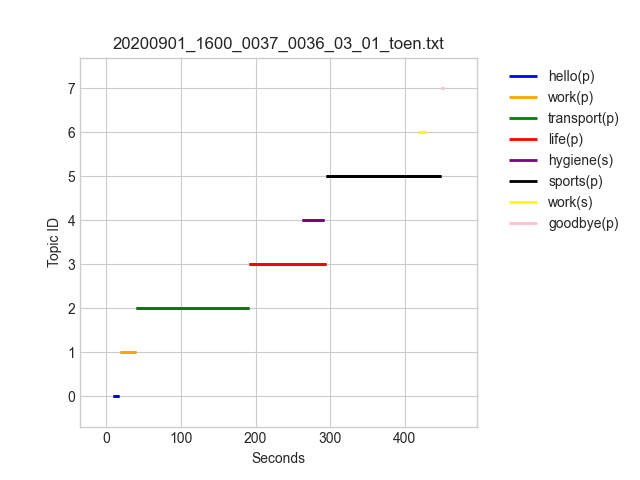 20200901_1600_0037_0036_03_01_toen.txt
hello(p)
work(p)
transport(p)
life(p)
hygiene(s)
sports(p)
work(s)
goodbye(p)
Topic ID
7
6
5
4
3
2
1
0
0 100 200 300 400
Seconds